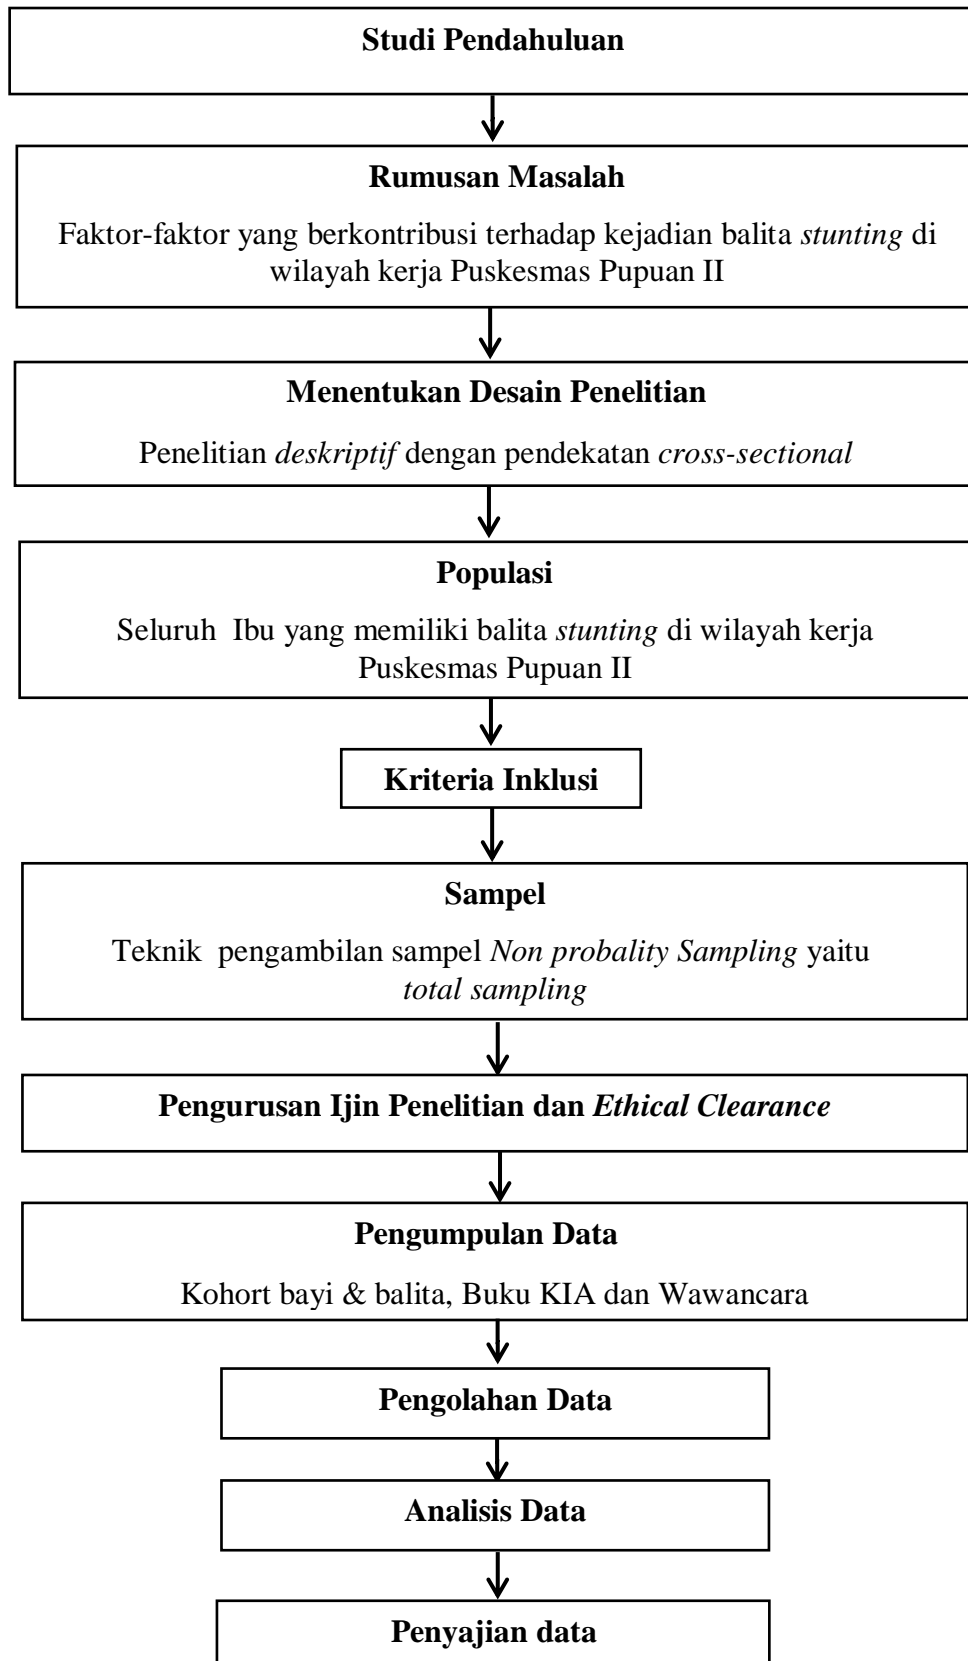 Studi Pendahuluan
Rumusan Masalah
Faktor-faktor yang berkontribusi terhadap kejadian balita stunting di
wilayah kerja Puskesmas Pupuan II
Menentukan Desain Penelitian
Penelitian deskriptif dengan pendekatan cross-sectional
Populasi
Seluruh Ibu yang memiliki balita stunting di wilayah kerja
Puskesmas Pupuan II
Kriteria Inklusi
Sampel
Teknik pengambilan sampel Non probality Sampling yaitu
total sampling
Pengurusan Ijin Penelitian dan Ethical Clearance
Pengumpulan Data
Kohort bayi & balita, Buku KIA dan Wawancara
Pengolahan Data
Analisis Data
Penyajian data